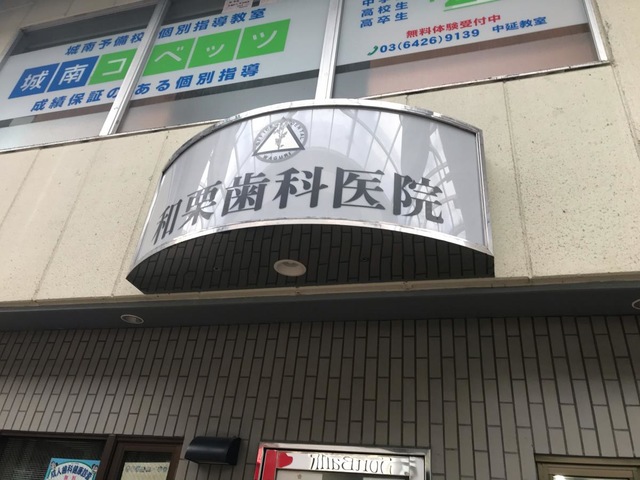 城南予備校 個別指導教室
城南コベッツ
成績保証のある個別指導
高校生
高卒生
無料体験受付中
03(6426)9139 中延教室
和栗歯科医院